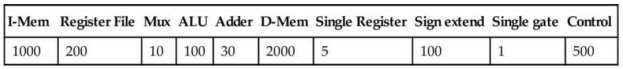 I-Mem Register File Mux ALU Adder D-Mem Single Register Sign extend Single gate Control
1000 200 10 100 30 2000 5 100 1 500